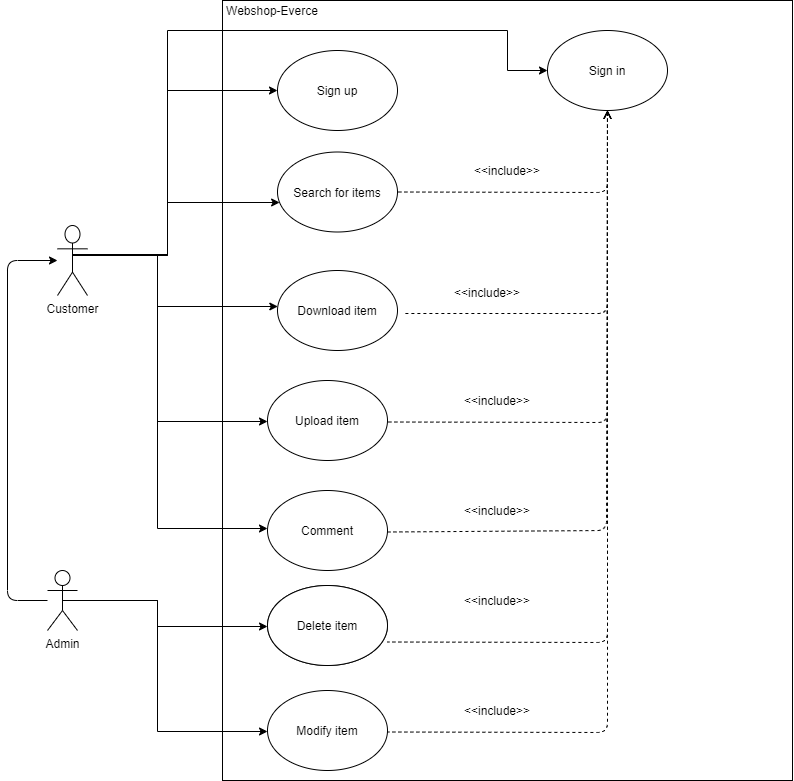 Webshop-Everce
Sign in
Sign up
<<include>>
Search for items
Customer
<<include>>
Download item
<<include>>
Upload item
<<include>>
Comment
<<include>>
Delete item
Admin
<<include>>
Modify item